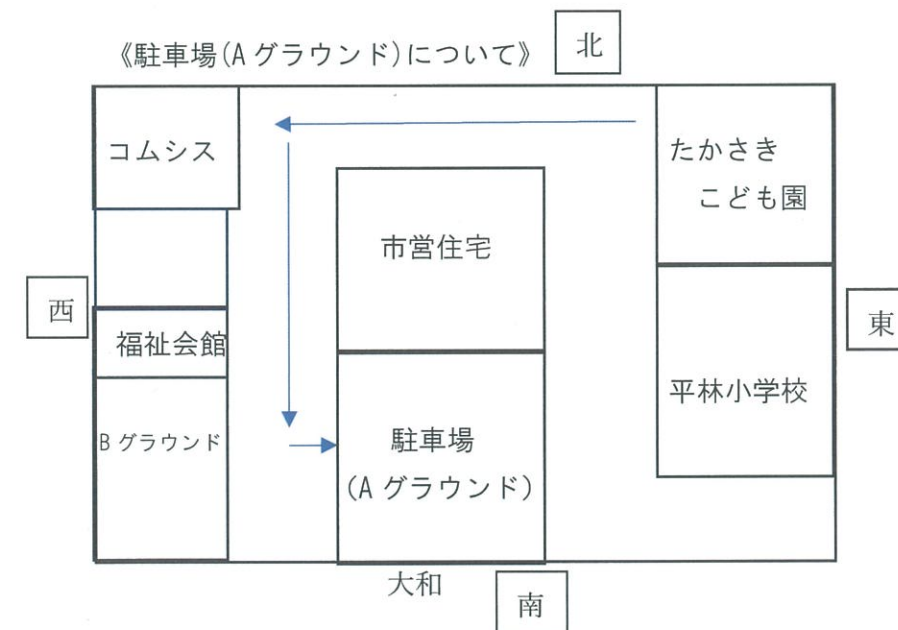 《駐車場(Aグラウンド)について》
北
コムシス
たかさき
こども園
市営住宅
西
東
福祉会館
平林小学校
Bグラウンド
駐車場
(Aグラウンド)
大和
南